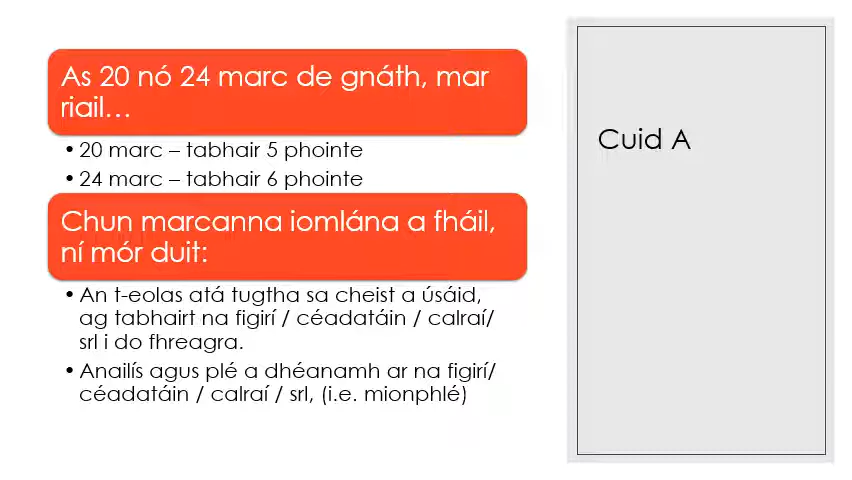 As 20 nó 24 marc de gnáth, mar
riail…
• 20 marc – tabhair 5 phointe
• 24 marc – tabhair 6 phointe
Chun marcanna iomlána a fháil,
ní mór duit:
• An t-eolas atá tugtha sa cheist a úsáid,
ag tabhairt na figirí / céadatáin / calraí/
srl i do fhreagra.
• Anailís agus plé a dhéanamh ar na figirí/
céadatáin / calraí / srl, (i.e. mionphlé)
Cuid A